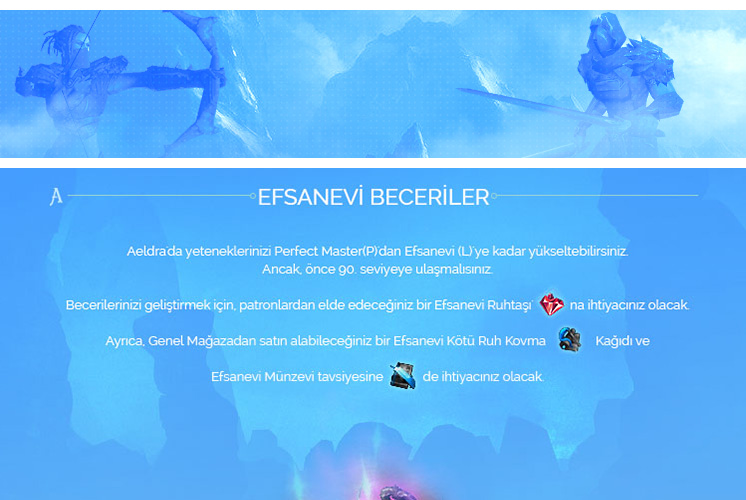 EFSANEVİ BECERİLER
Aeldra'da yeteneklerinizi Perfect Master(P)'dan Efsanevi (L)'ye kadar yükseltebilirsiniz.
Ancak, önce 90. seviyeye ulaşmalısınız.
Becerilerinizi geliştirmek için, patronlardan elde edeceğiniz bir Efsanevi Ruhtaşı' na ihtiyacınız olacak.
Ayrıca, Genel Mağazadan satın alabileceğiniz bir Efsanevi Kötü Ruh Kovma Kağıdı ve
Efsanevi Münzevi tavsiyesine de ihtiyacınız olacak.